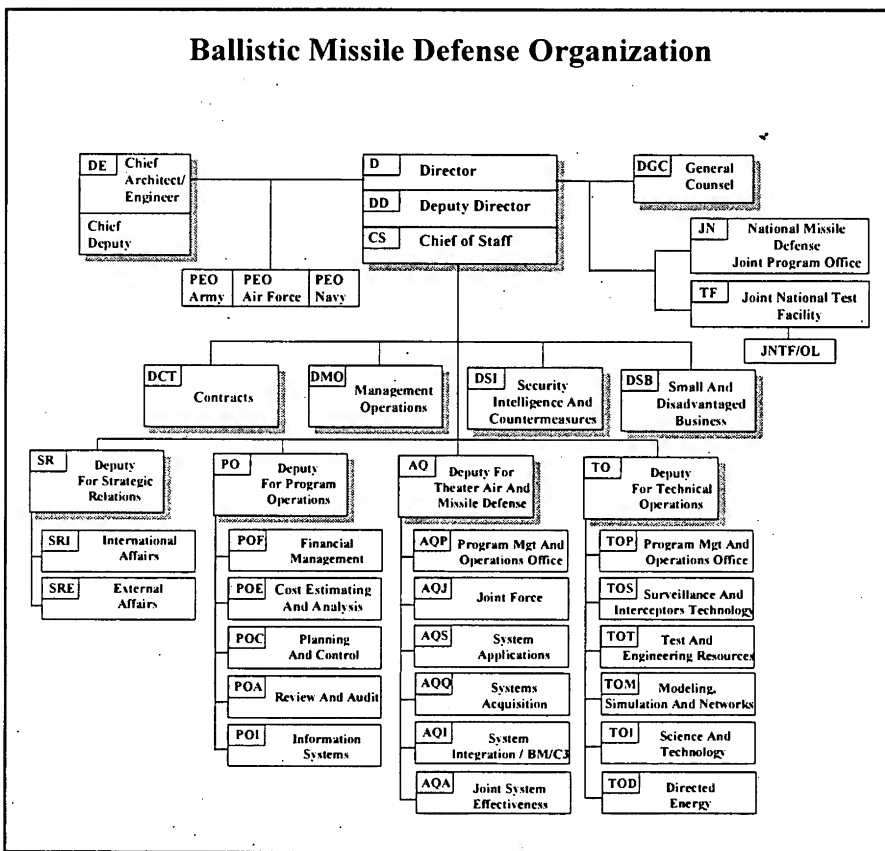 Ballistic Missile Defense Organization
DE Chief
Architect/
Engineer
Chief
Deputy
D Director
DD Deputy Director
CS Chief of Staff
DGC General
Counsel
JN National Missile
Defense
Joint Program Office
TF Joint National Test
Facility
JNTF/OL
PEO
Army
PEO
Air Force
PEO
Navy
DCT
Contracts
DMO
Management
Operations
DSI Security
Intelligence And
Countermeasures
DSB Small And
Disadvantaged
Business
SR Deputy
For Strategic
Relations
SRI International
Affairs
SRE External
Affairs
PO Deputy
For Program
Operations
POF Financial
Management
POE Cost Estimating
And Analysis
POC Planning
And Control
POA
Review And Audit
POI Information
Systems
AQ Deputy For
Theater Air And
Missile Defense
AQP Program Mgt And
Operations Office
AQJ
Joint Force
AQS System
Applications
AQQ Systems
Acquisition
AQI System
Integration / BM/C3
AQA Joint System
Effectiveness
TO Deputy
For Technical
Operations
TOP Program Mgt And
Operations Office
TOS Surveillance And
Interceptors Technology
TOT Test And
Engineering Resources
TOM Modeling,
Simulation And Networks
TOI Science And
Technology
TOD Directed
Energy